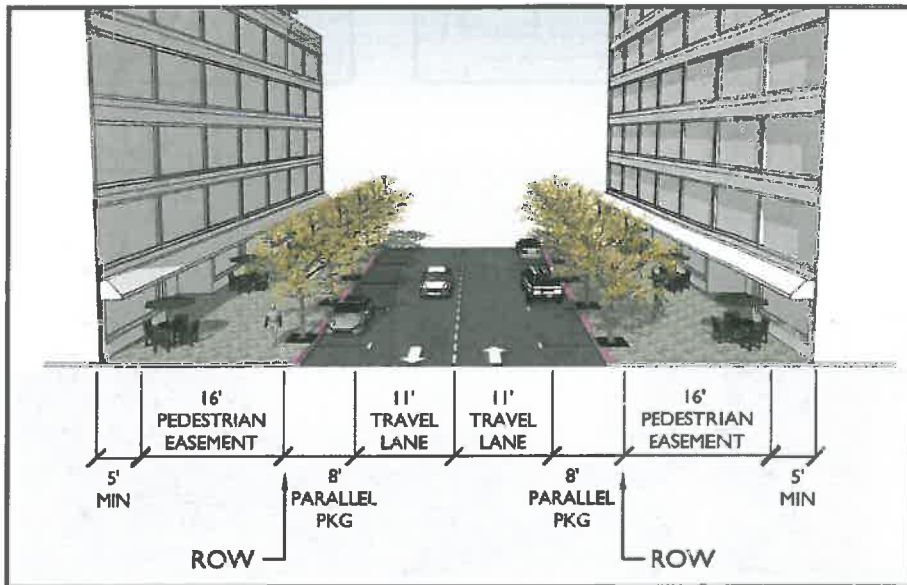 16'
PEDESTRIAN
EASEMENT
11'
TRAVEL
LANE
11'
TRAVEL
LANE
16'
PEDESTRIAN
EASEMENT
5'
MIN
8'
PARALLEL
PKG
8'
PARALLEL
PKG
5'
MIN
ROW
ROW